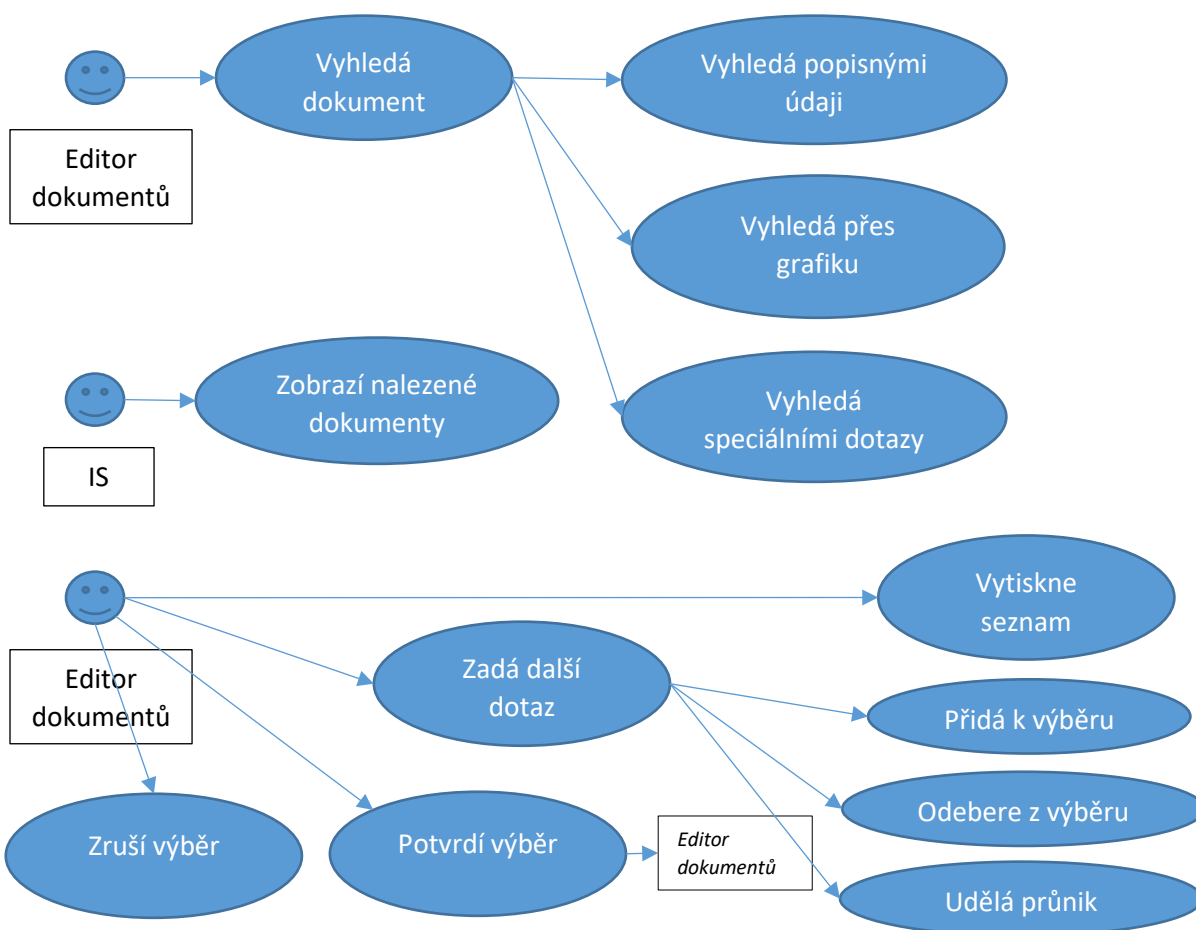 Vyhledá
dokument
Vyhledá popisnými
údaji
Editor
dokumentů
Vyhledá přes
grafiku
Zobrazí nalezené
dokumenty
Vyhledá
speciálními dotazy
IS
Vytiskne
seznam
Editor
dokumentů
Zadá další
dotaz
Přidá k výběru
Odebere z výběru
Zruší výběr
Potvrdí výběr
Editor
dokumentů
Udělá průnik